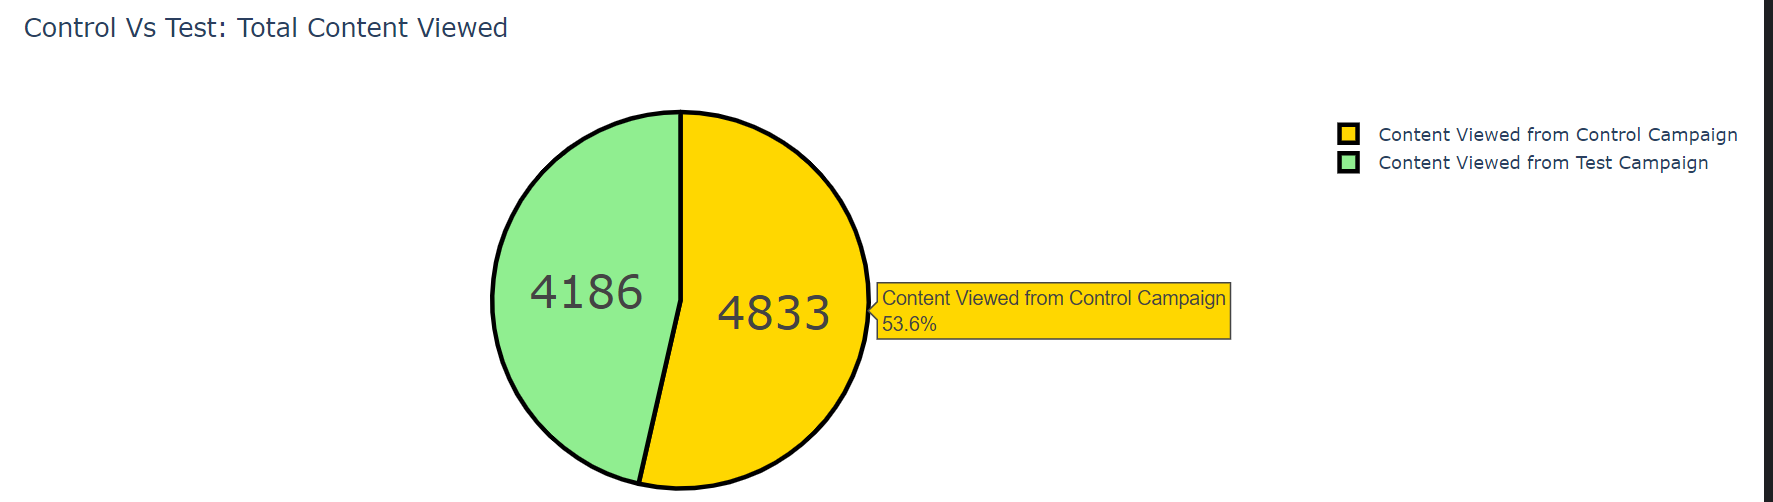 Control Vs Test: Total Content Viewed
Content Viewed from Control Campaign
Content Viewed from Test Campaign
4186
4833
Content Viewed from Control Campaign
53.6%